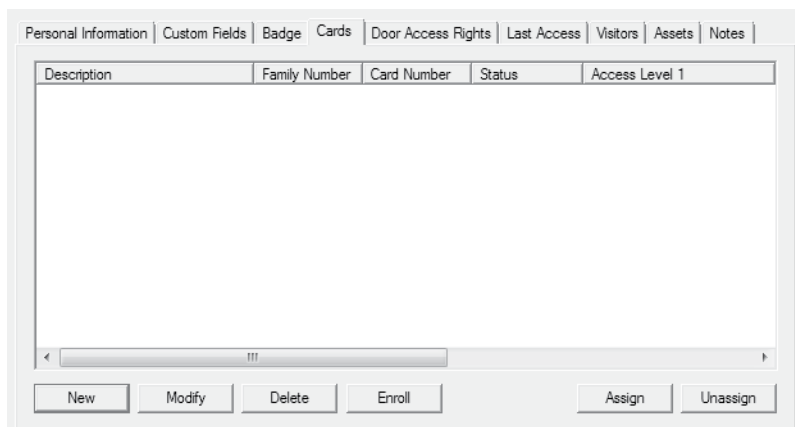 Personal Information Custom Fields Badge Cards Door Access Rights Last Access Visitors Assets Notes
Description Family Number Card Number Status Access Level 1
New Modify Delete Enroll Assign Unassign